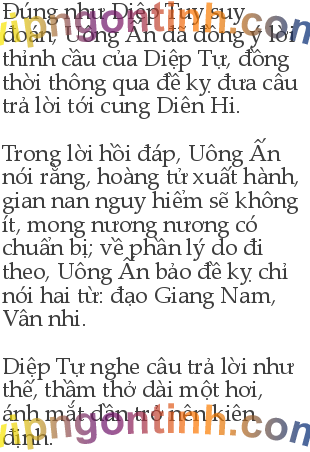 Đúng như Diệp Tuy suy
đoán, Uông Ấn đã đồng ý lời
thỉnh cầu của Diệp Tự, đồng
thời thông qua đề kỵ đưa câu
trả lời tới cung Diên Hi.
Trong lời hồi đáp, Uông Ấn
nói rằng, hoàng tử xuất hành,
gian nan nguy hiểm sẽ không
ít, mong nương nương có
chuẩn bị; về phần lý do đi
theo, Uông Ấn bảo đề kỵ chỉ
nói hai từ: đạo Giang Nam,
Vân nhi.
Diệp Tự nghe câu trả lời như
thế, thầm thở dài một hơi,
ánh mắt dần trở nên kiên
định.
vipngontinh.com
vipngontinh.com